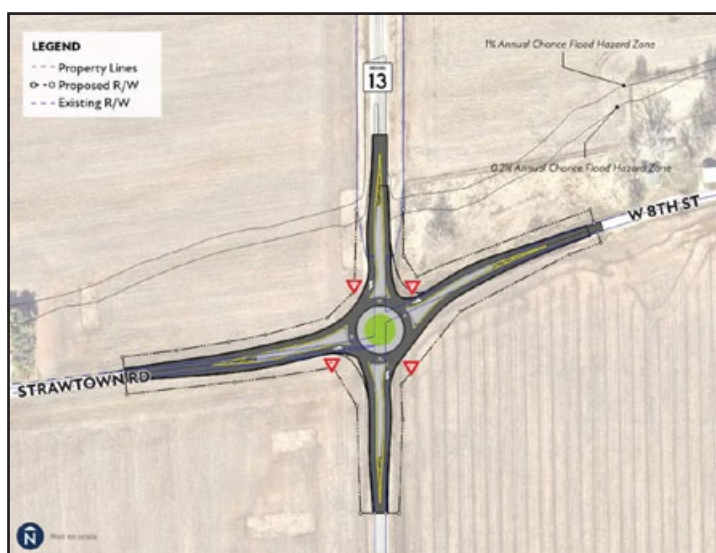 LEGEND
Property Lines
Proposed R/W
Existing R/W
13
1% Annual Chance Flood Hazard Zone
0.2% Annual Chance Flood Hazard Zone
W 8TH ST
STRAWTOWN RD
N
Not to scale